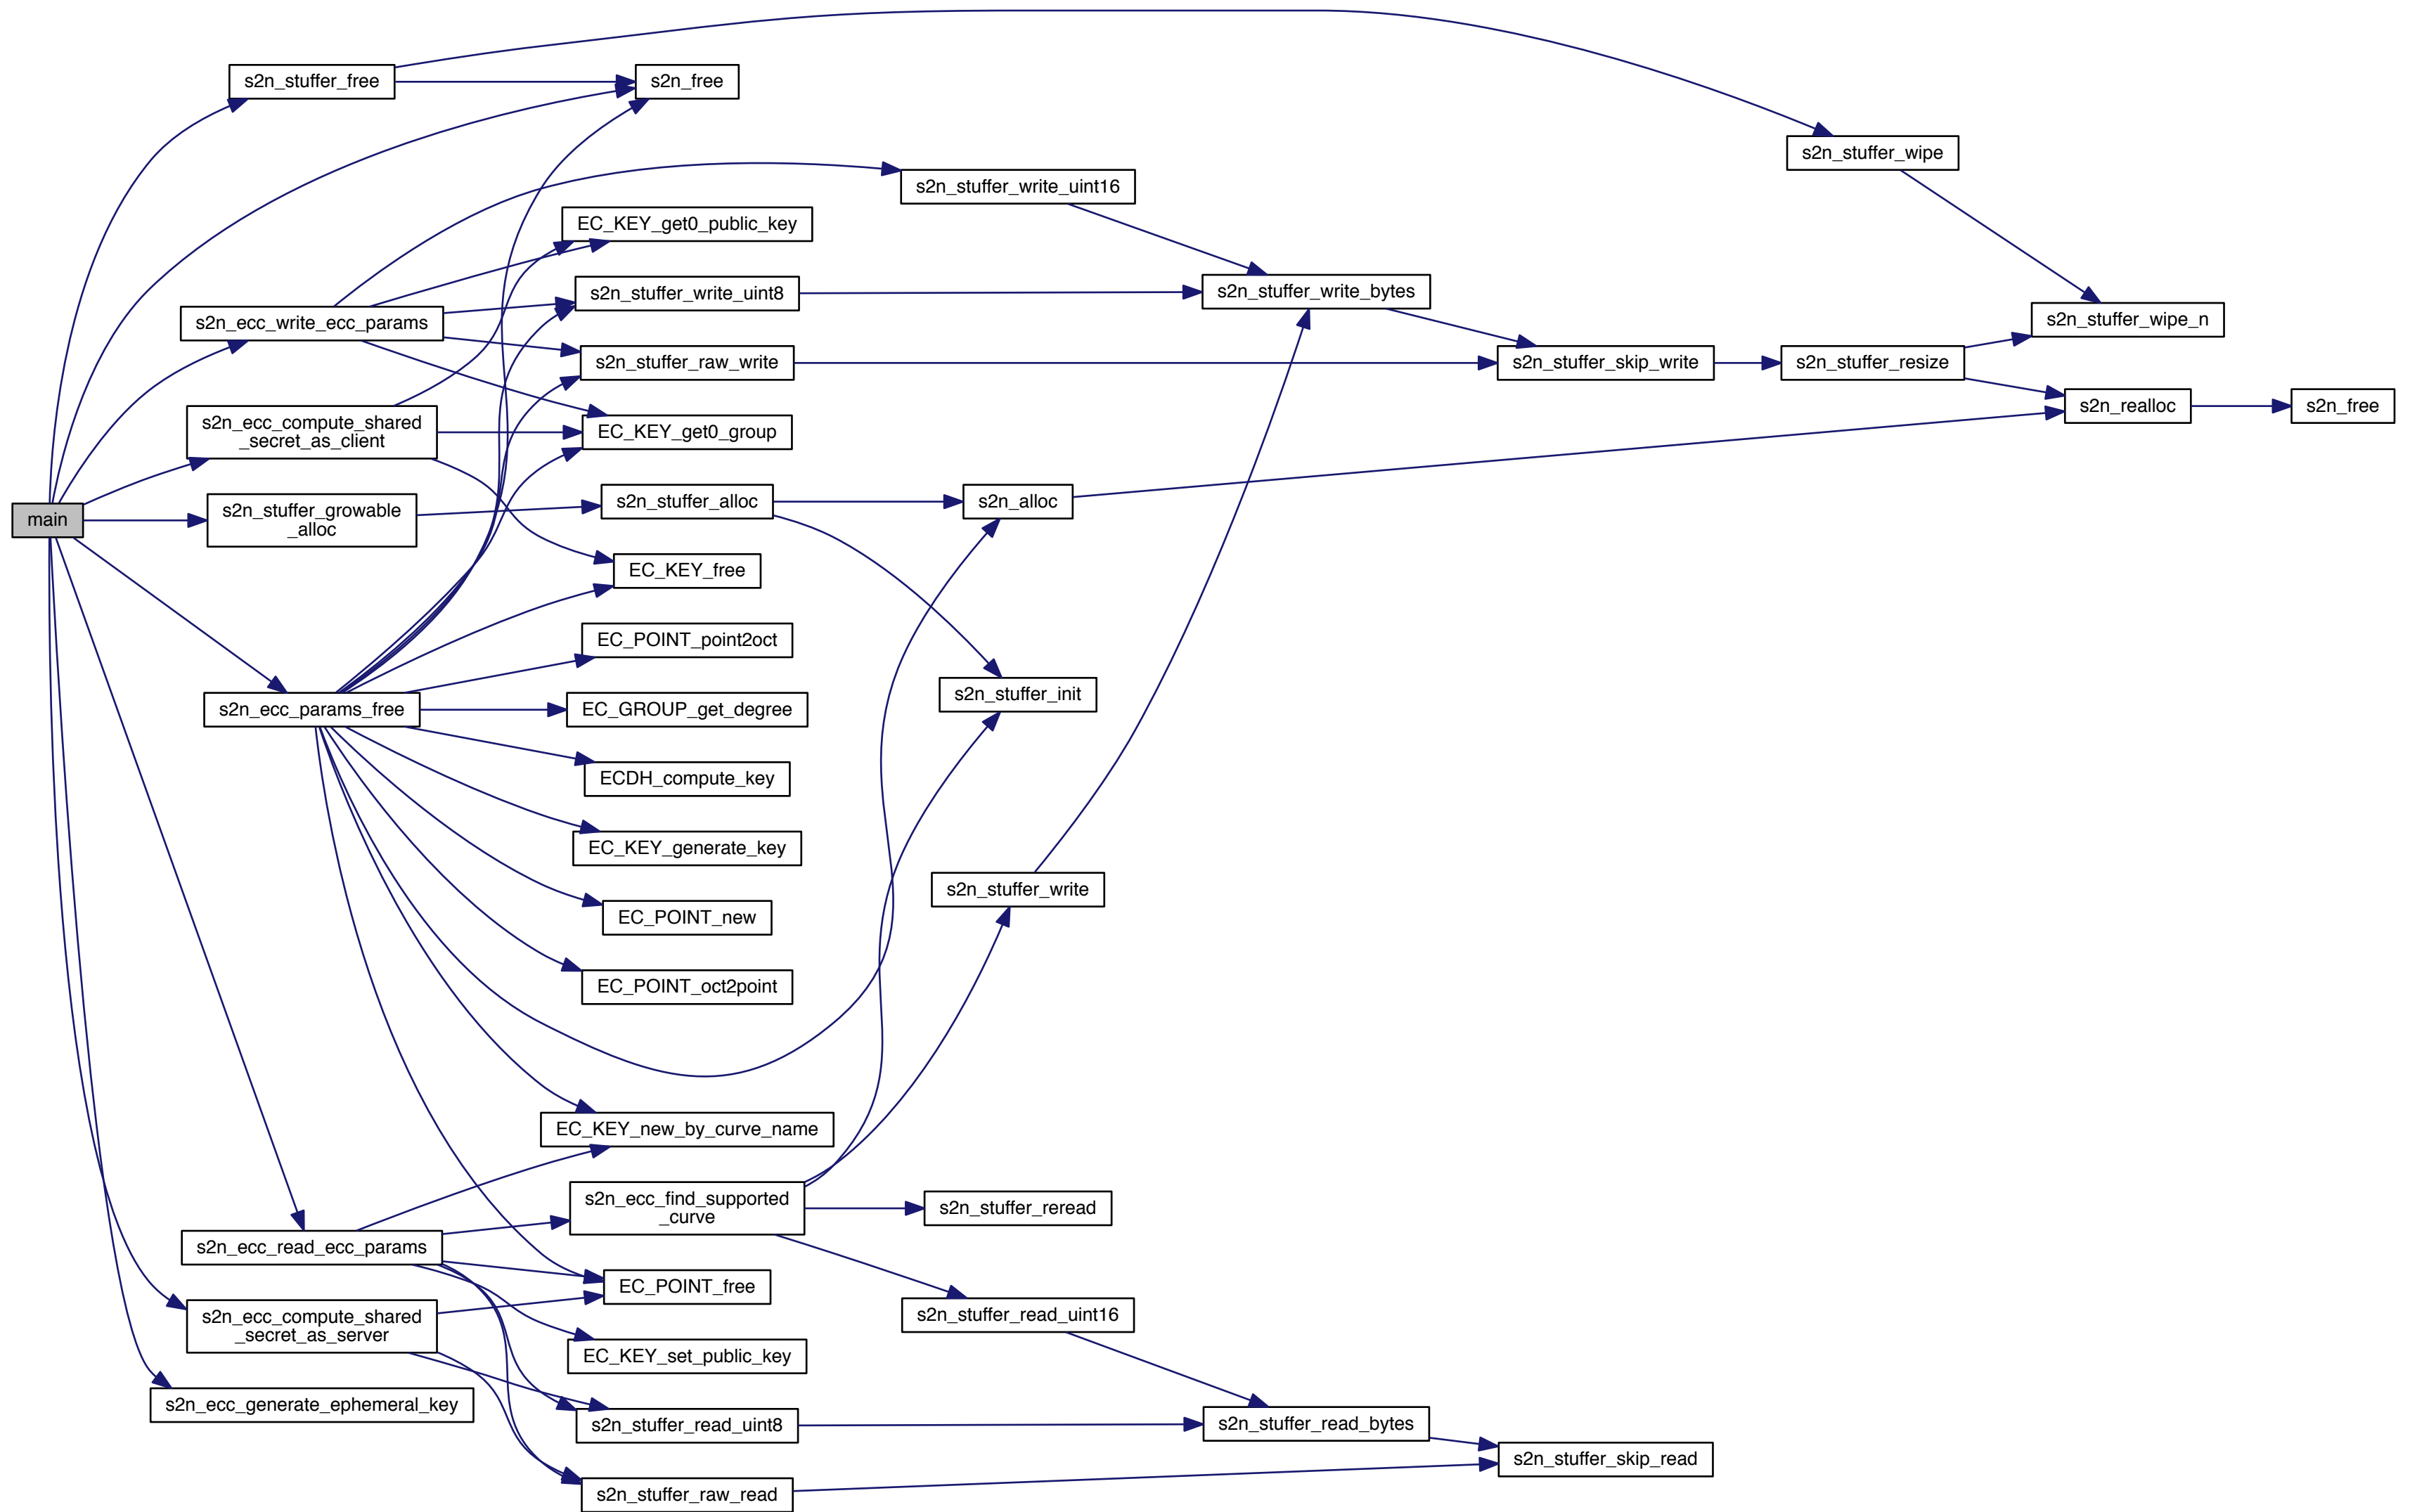 main
s2n_stuffer_free
s2n_ecc_write_ecc_params
s2n_ecc_compute_shared
_secret_as_client
s2n_stuffer_growable
_alloc
s2n_ecc_params_free
s2n_ecc_read_ecc_params
s2n_ecc_compute_shared
_secret_as_server
s2n_ecc_generate_ephemeral_key
s2n_free
EC_KEY_get0_public_key
s2n_stuffer_write_uint8
s2n_stuffer_raw_write
EC_KEY_get0_group
s2n_stuffer_alloc
EC_KEY_free
EC_POINT_point2oct
EC_GROUP_get_degree
ECDH_compute_key
EC_KEY_generate_key
EC_POINT_new
EC_POINT_oct2point
EC_KEY_new_by_curve_name
s2n_ecc_find_supported
_curve
EC_POINT_free
EC_KEY_set_public_key
s2n_stuffer_read_uint8
s2n_stuffer_raw_read
s2n_stuffer_write_uint16
s2n_alloc
s2n_stuffer_init
s2n_stuffer_write
s2n_stuffer_reread
s2n_stuffer_read_uint16
s2n_stuffer_write_bytes
s2n_stuffer_read_bytes
s2n_stuffer_skip_write
s2n_stuffer_skip_read
s2n_stuffer_wipe
s2n_stuffer_resize
s2n_stuffer_wipe_n
s2n_realloc
s2n_free